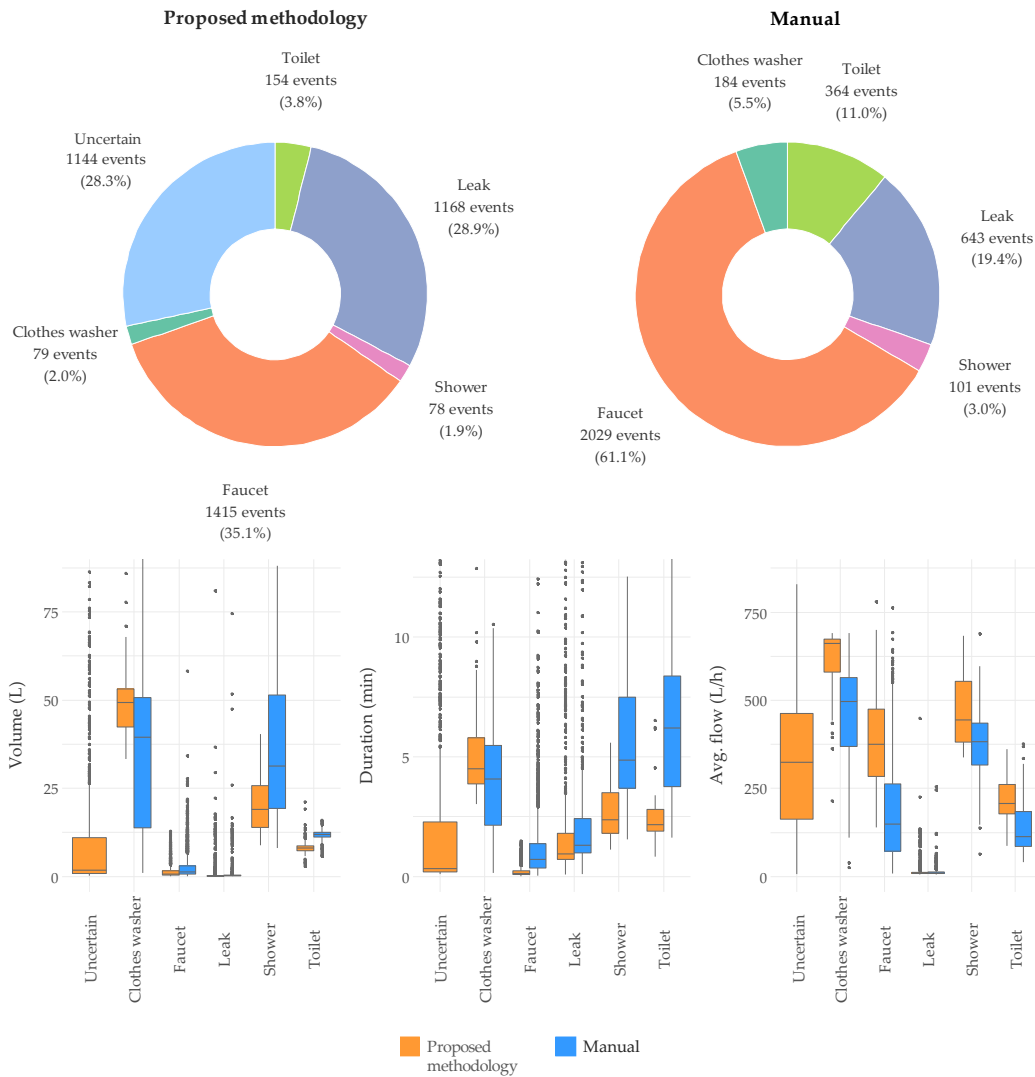 Proposed methodology
Manual
Toilet
154 events
(3.8%)
Uncertain
1144 events
(28.3%)
Leak
1168 events
(28.9%)
Clothes washer
79 events
(2.0%)
Shower
78 events
(1.9%)
Faucet
1415 events
(35.1%)
Clothes washer
184 events
(5.5%)
Toilet
364 events
(11.0%)
Leak
643 events
(19.4%)
Shower
101 events
(3.0%)
Faucet
2029 events
(61.1%)
Volume (L)
75
50
25
0
Uncertain
Clothes washer
Faucet
Leak
Shower
Toilet
Duration (min)
10
5
0
Uncertain
Clothes washer
Faucet
Leak
Shower
Toilet
Avg. flow (L/h)
750
500
250
0
Uncertain
Clothes washer
Faucet
Leak
Shower
Toilet
Proposed
methodology
Manual